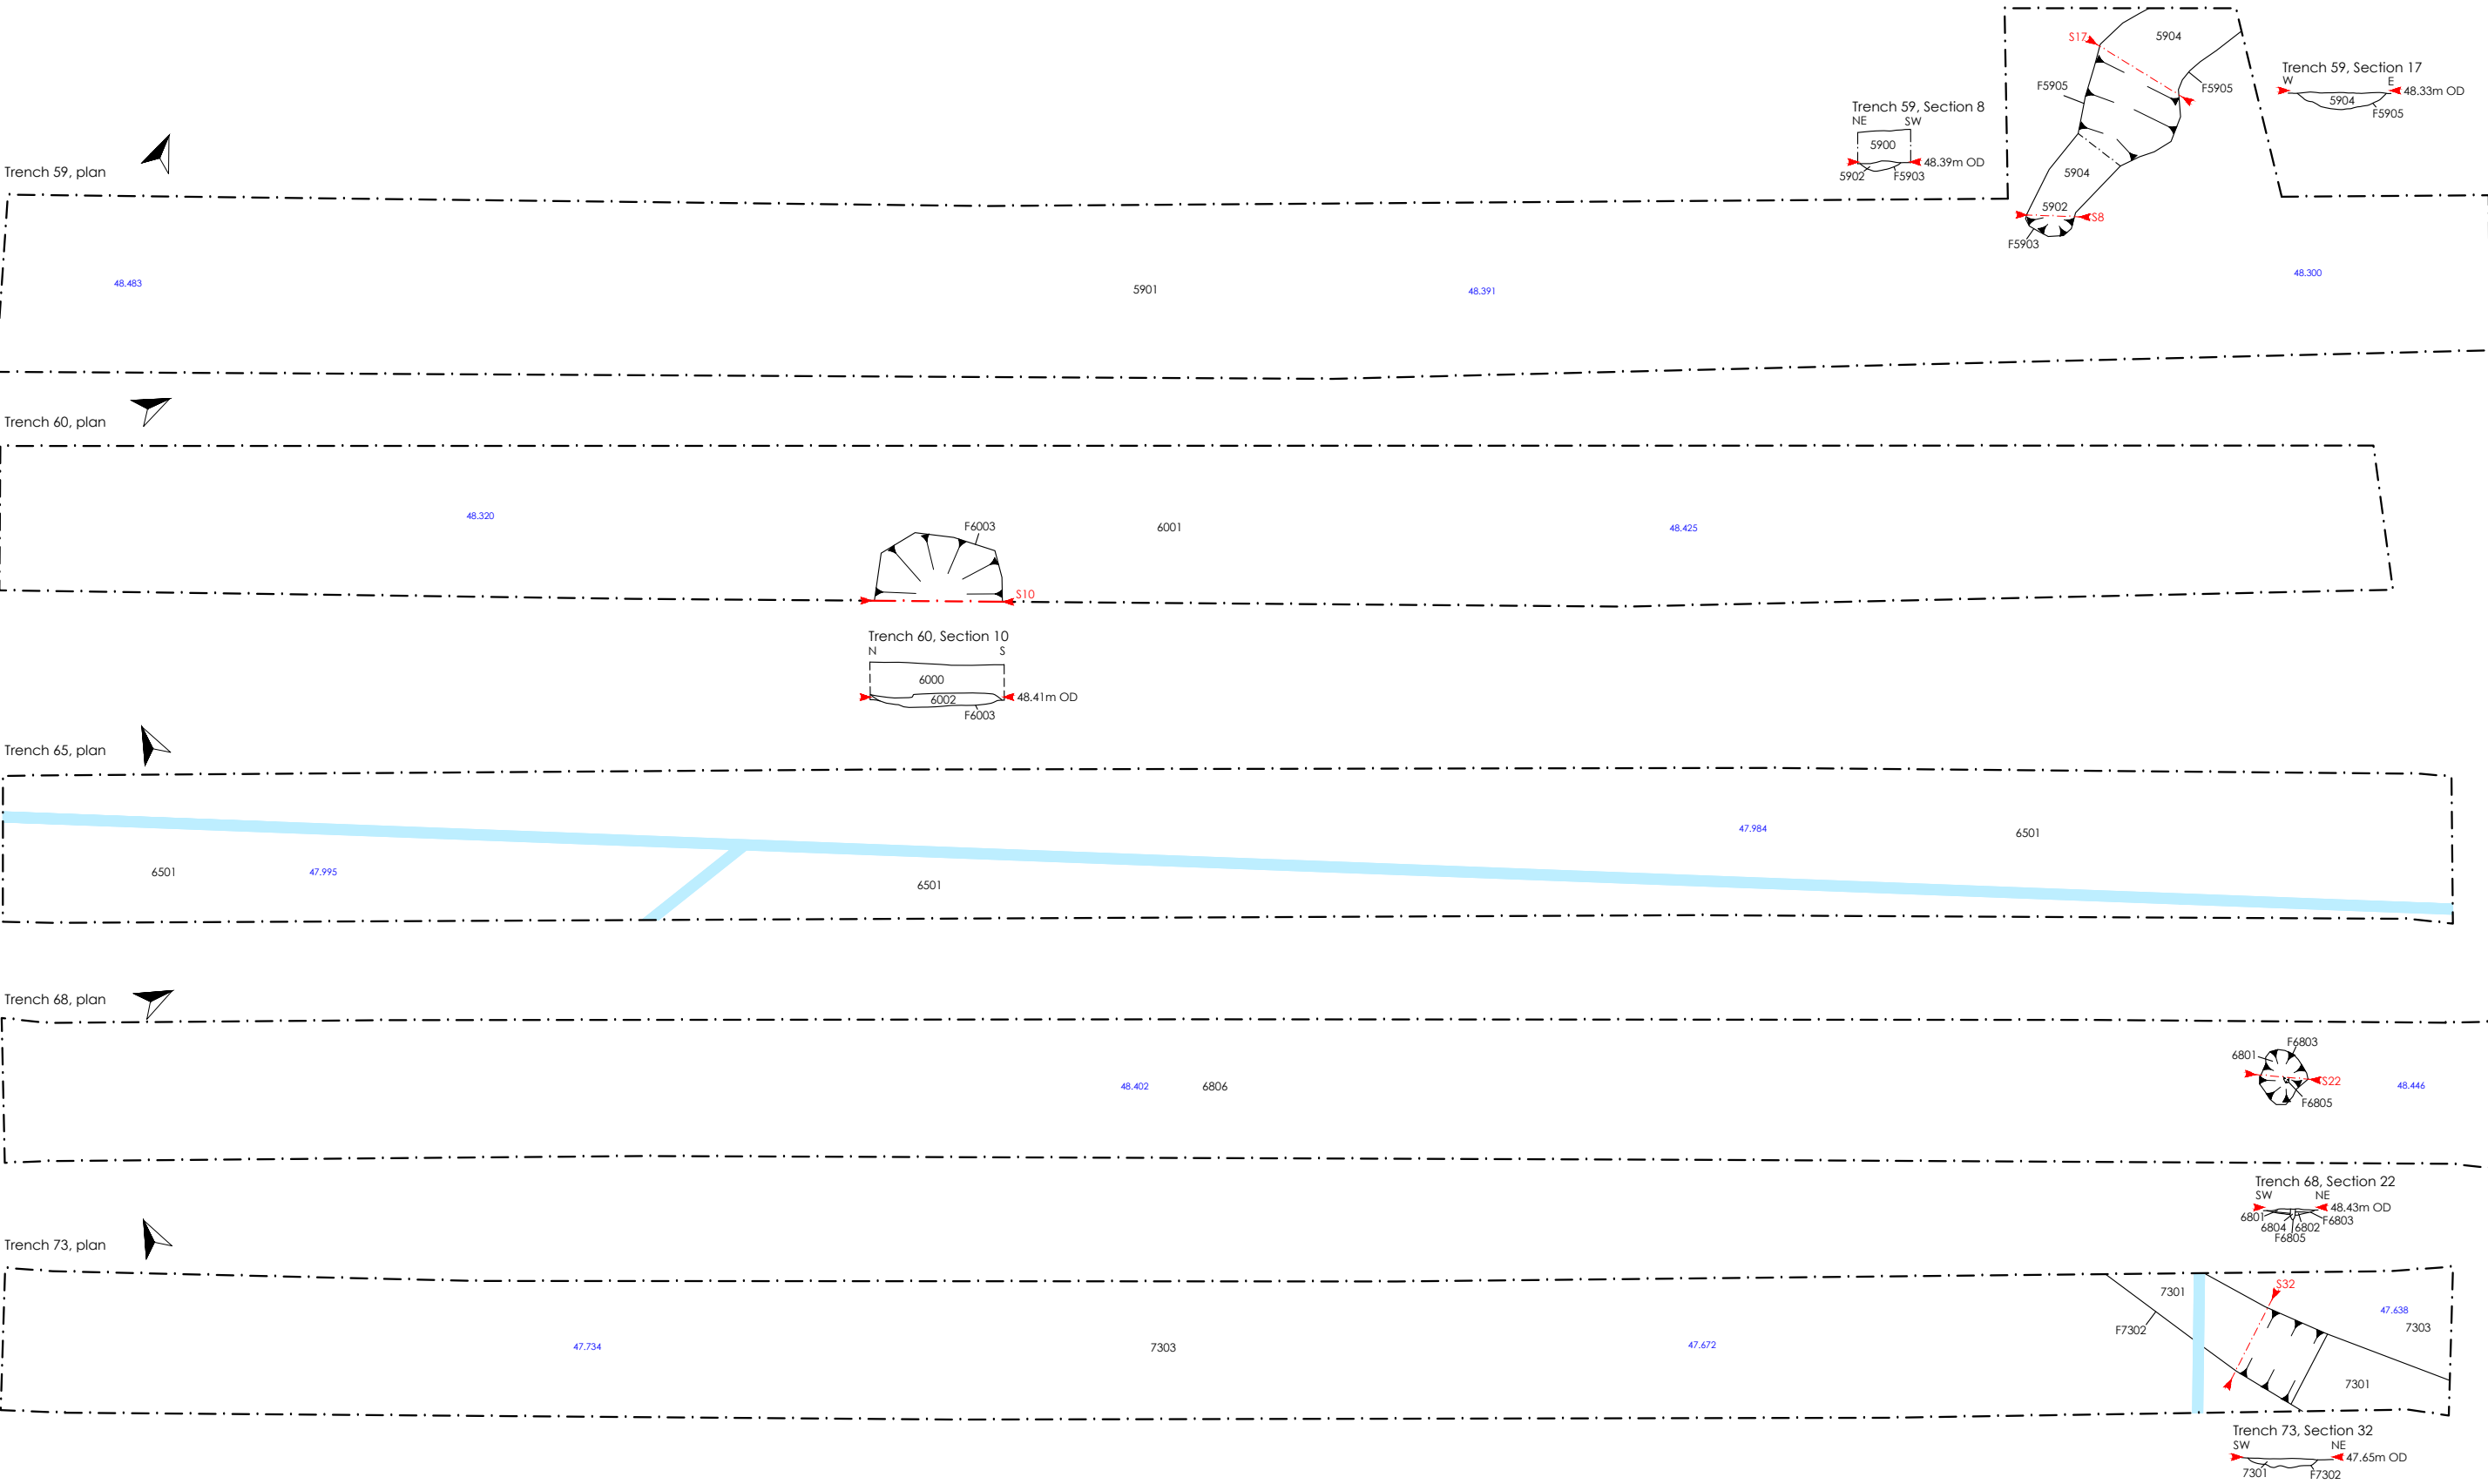 Trench 59, plan
48.483
5901
48.391
48.300
S17
5904
F5905
F5905
5904
5902
S8
F5903
Trench 59, Section 8
NE SW
5900
48.39m OD
5902 F5903
Trench 59, Section 17
W E
48.33m OD
5904
F5905
Trench 60, plan
48.320
F6003
6001
48.425
S10
Trench 60, Section 10
N S
6000
48.41m OD
6002
F6003
Trench 65, plan
47.984
6501
6501
47.995
6501
Trench 68, plan
48.402
6806
F6803
6801
S22
48.446
F6805
Trench 68, Section 22
SW NE
48.43m OD
6801 F6803
6804 6802
F6805
Trench 73, plan
47.734
7303
47.672
7301
F7302
S32
47.638
7303
7301
Trench 73, Section 32
SW NE
47.65m OD
7301 F7302